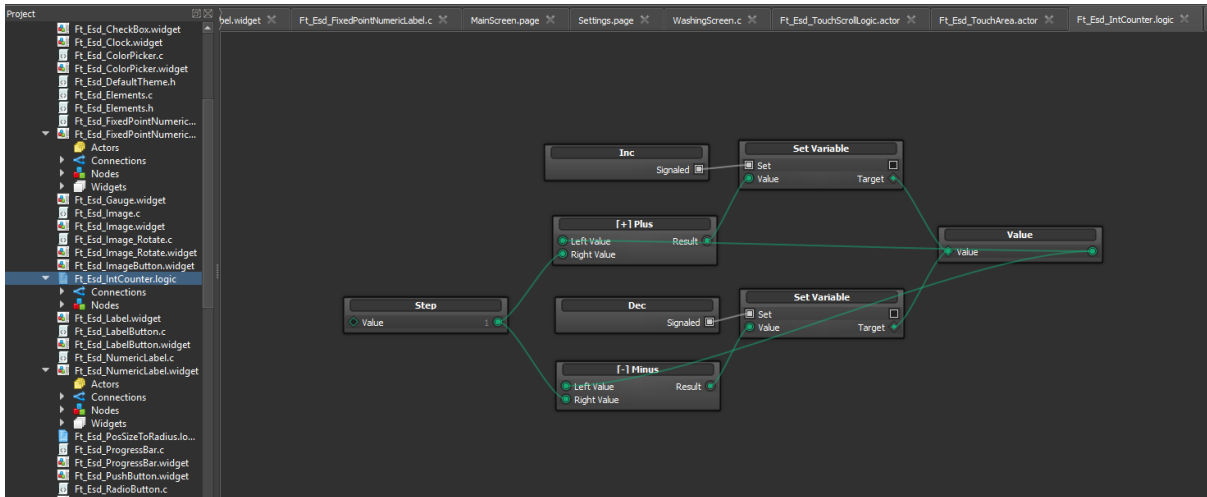 Project
bel.widget
Ft_Esd_FixedPointNumericLabel.c
MainScreen.page
Settings.page
WashingScreen.c
Ft_Esd_TouchScrollLogic.actor
Ft_Esd_TouchArea.actor
Ft_Esd_IntCounter.logic
Ft_Esd_CheckBox.widget
Ft_Esd_Clock.widget
Ft_Esd_ColorPicker.c
Ft_Esd_ColorPicker.widget
Ft_Esd_DefaultTheme.h
Ft_Esd_Elements.c
Ft_Esd_Elements.h
Ft_Esd_FixedPointNumeric...
Ft_Esd_FixedPointNumeric...
Actors
Connections
Nodes
Widgets
Ft_Esd_Gauge.widget
Ft_Esd_Image.c
Ft_Esd_Image.widget
Ft_Esd_Image_Rotate.c
Ft_Esd_Image_Rotate.widget
Ft_Esd_ImageButton.widget
Ft_Esd_IntCounter.logic
Connections
Nodes
Ft_Esd_Label.widget
Ft_Esd_LabelButton.c
Ft_Esd_LabelButton.widget
Ft_Esd_NumericLabel.c
Ft_Esd_NumericLabel.widget
Actors
Connections
Nodes
Widgets
Ft_Esd_PosSizeToRadius.lo...
Ft_Esd_ProgressBar.c
Ft_Esd_ProgressBar.widget
Ft_Esd_PushButton.widget
Ft_Esd_RadioButton.c
Inc
Signaled
Set Variable
Set
Value
Target
[+] Plus
Left Value
Result
Right Value
Value
Value
Step
Value
1
Dec
Signaled
Set Variable
Set
Value
Target
[-] Minus
Left Value
Result
Right Value